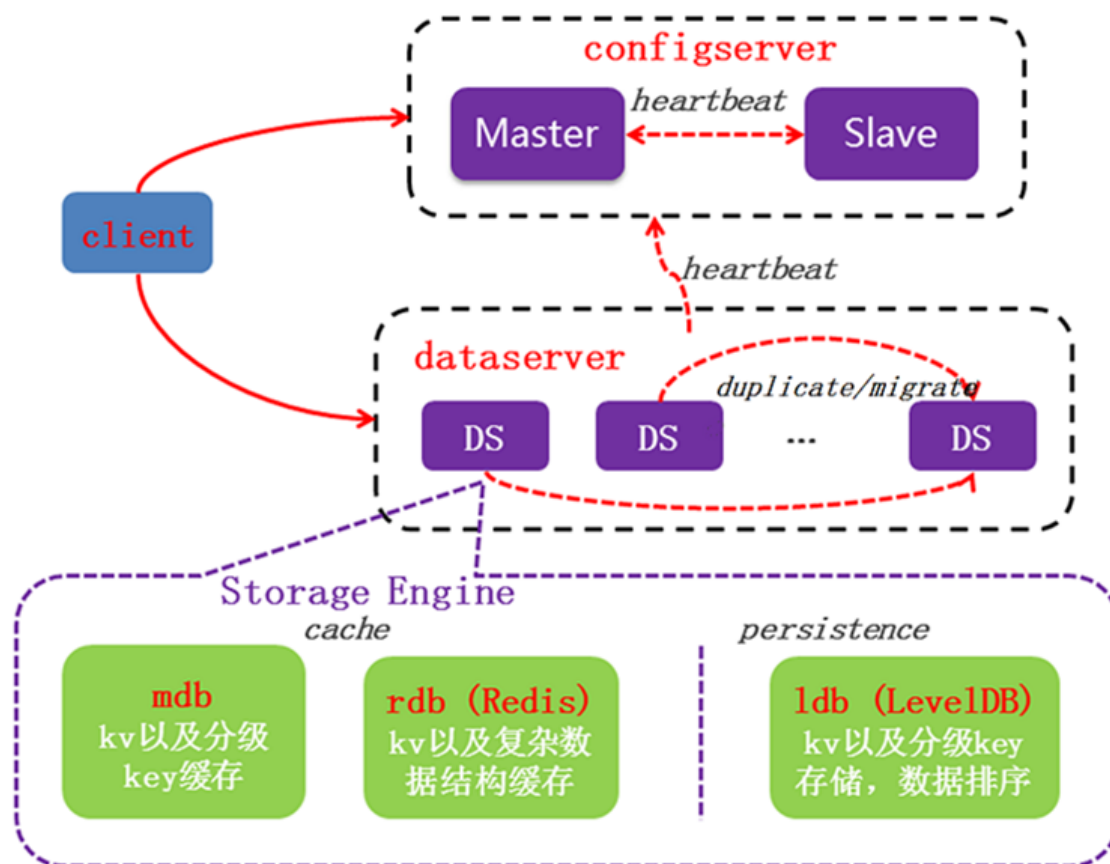 configserver
heartbeat
Master
Slave
client
heartbeat
dataserver
duplicate/migrate
DS
DS
...
DS
Storage Engine
cache
persistence
mdb
kv以及分级
key缓存
rdb (Redis)
kv以及复杂数
据结构缓存
ldb (LevelDB)
kv以及分级key
存储，数据排序